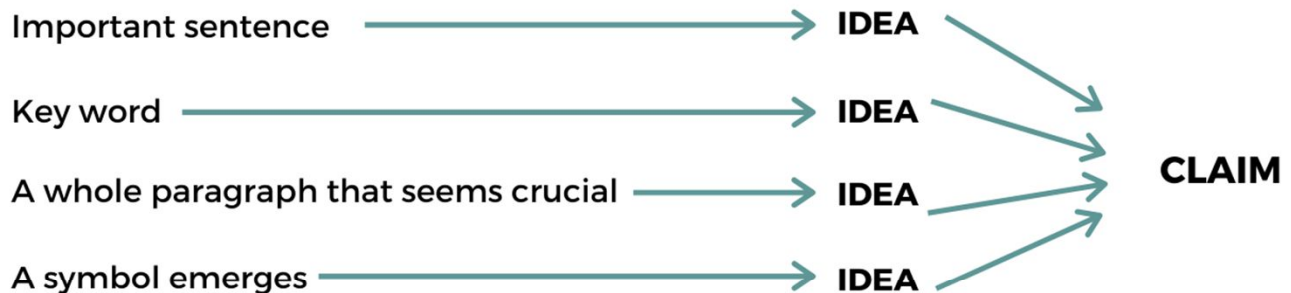 Important sentence IDEA
Key word IDEA
CLAIM
A whole paragraph that seems crucial IDEA
A symbol emerges IDEA